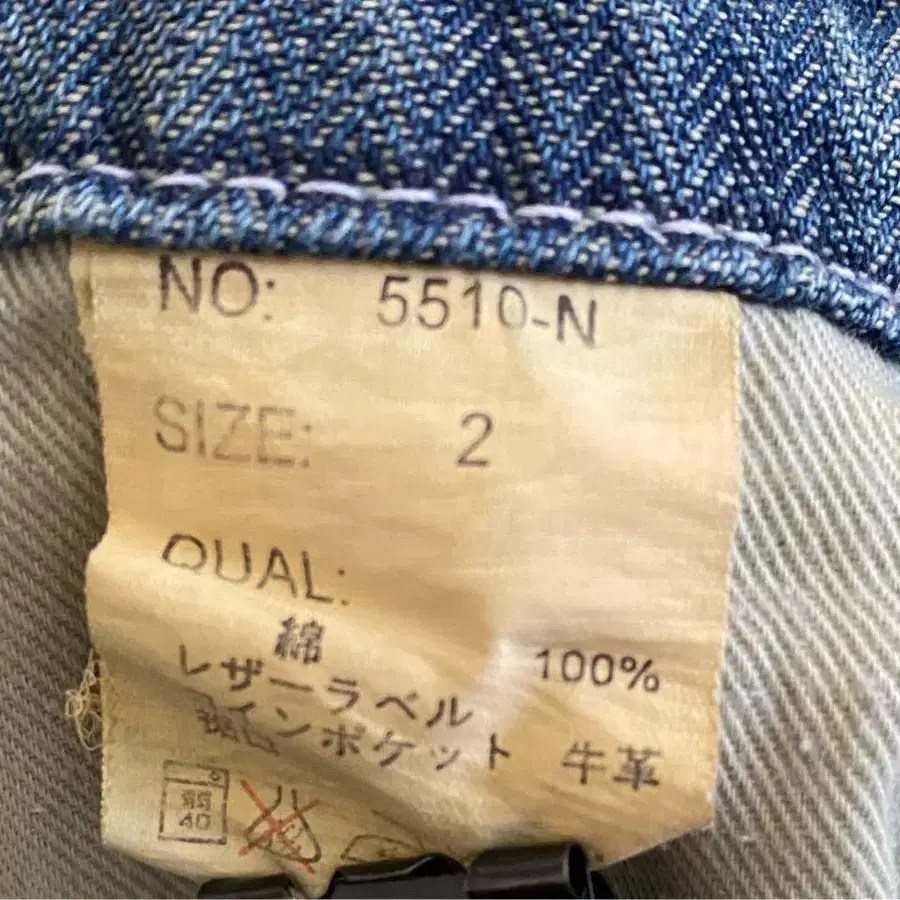 NO: 5510-N
SIZE: 2
QUAL:
綿 100%
レザーラベル
コインポケット 牛革
40